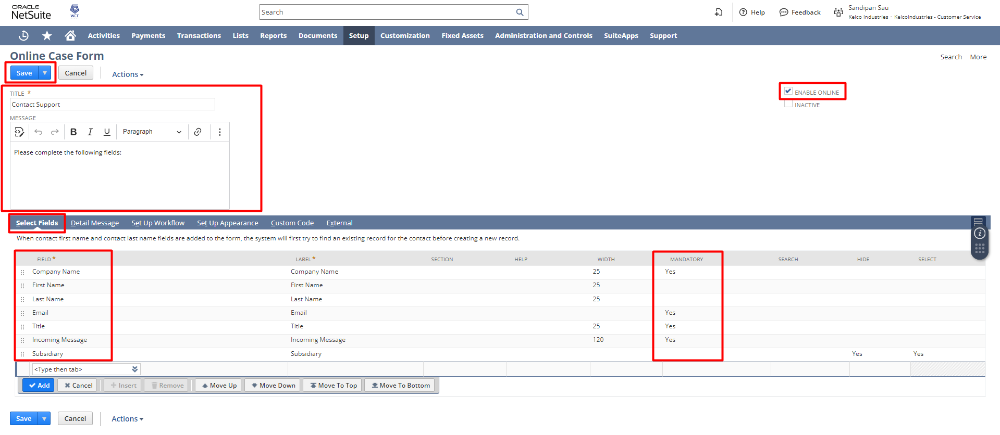 ORACLE
NetSuite
WCT
Search
Help
Feedback
Sandipan Sau
Kelco Industries - KelcoIndustries - Customer Service
Activities Payments Transactions Lists Reports Documents Setup Customization Fixed Assets Administration and Controls SuiteApps Support
Online Case Form
Search More
Save Cancel Actions
TITLE *
Contact Support
ENABLE ONLINE
INACTIVE
MESSAGE
B I U Paragraph
Please complete the following fields:
Select Fields Detail Message Set Up Workflow Set Up Appearance Custom Code External
When contact first name and contact last name fields are added to the form, the system will first try to find an existing record for the contact before creating a new record.
FIELD * LABEL * SECTION HELP WIDTH MANDATORY SEARCH HIDE SELECT
Company Name Company Name 25 Yes
First Name First Name 25
Last Name Last Name 25
Email Email Yes
Title Title 25 Yes
Incoming Message Incoming Message 120 Yes
Subsidiary Subsidiary Yes Yes
<Type then tab>
Add Cancel Insert Remove Move Up Move Down Move To Top Move To Bottom
Save Cancel Actions